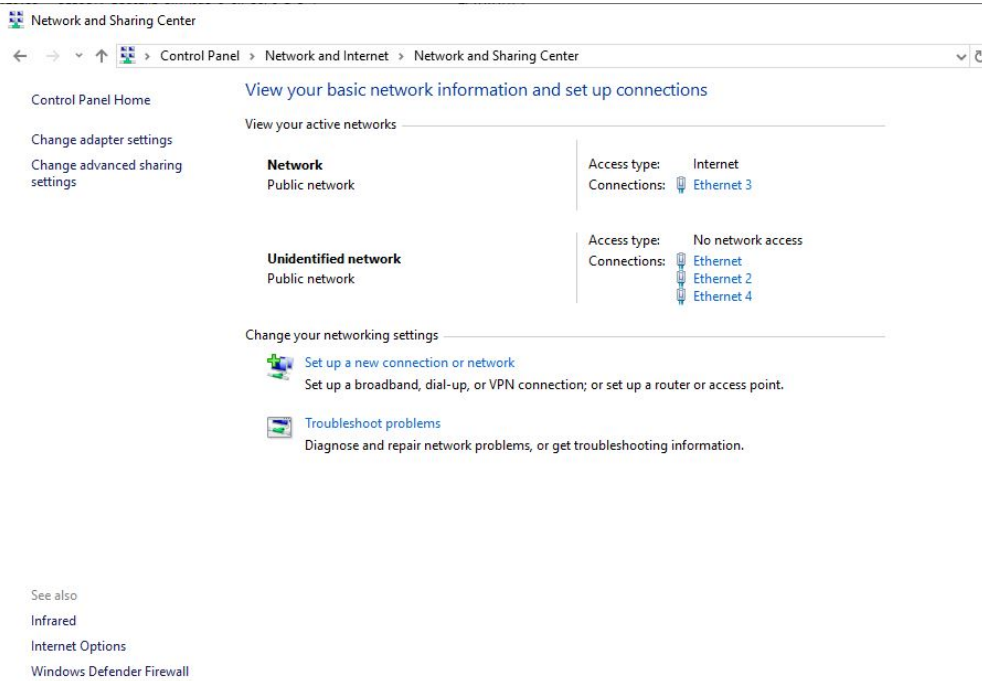 Network and Sharing Center
Control Panel > Network and Internet > Network and Sharing Center
Control Panel Home
Change adapter settings
Change advanced sharing
settings
View your basic network information and set up connections
View your active networks
Network
Public network
Access type: Internet
Connections: Ethernet 3
Unidentified network
Public network
Access type: No network access
Connections: Ethernet
Ethernet 2
Ethernet 4
Change your networking settings
Set up a new connection or network
Set up a broadband, dial-up, or VPN connection; or set up a router or access point.
Troubleshoot problems
Diagnose and repair network problems, or get troubleshooting information.
See also
Infrared
Internet Options
Windows Defender Firewall